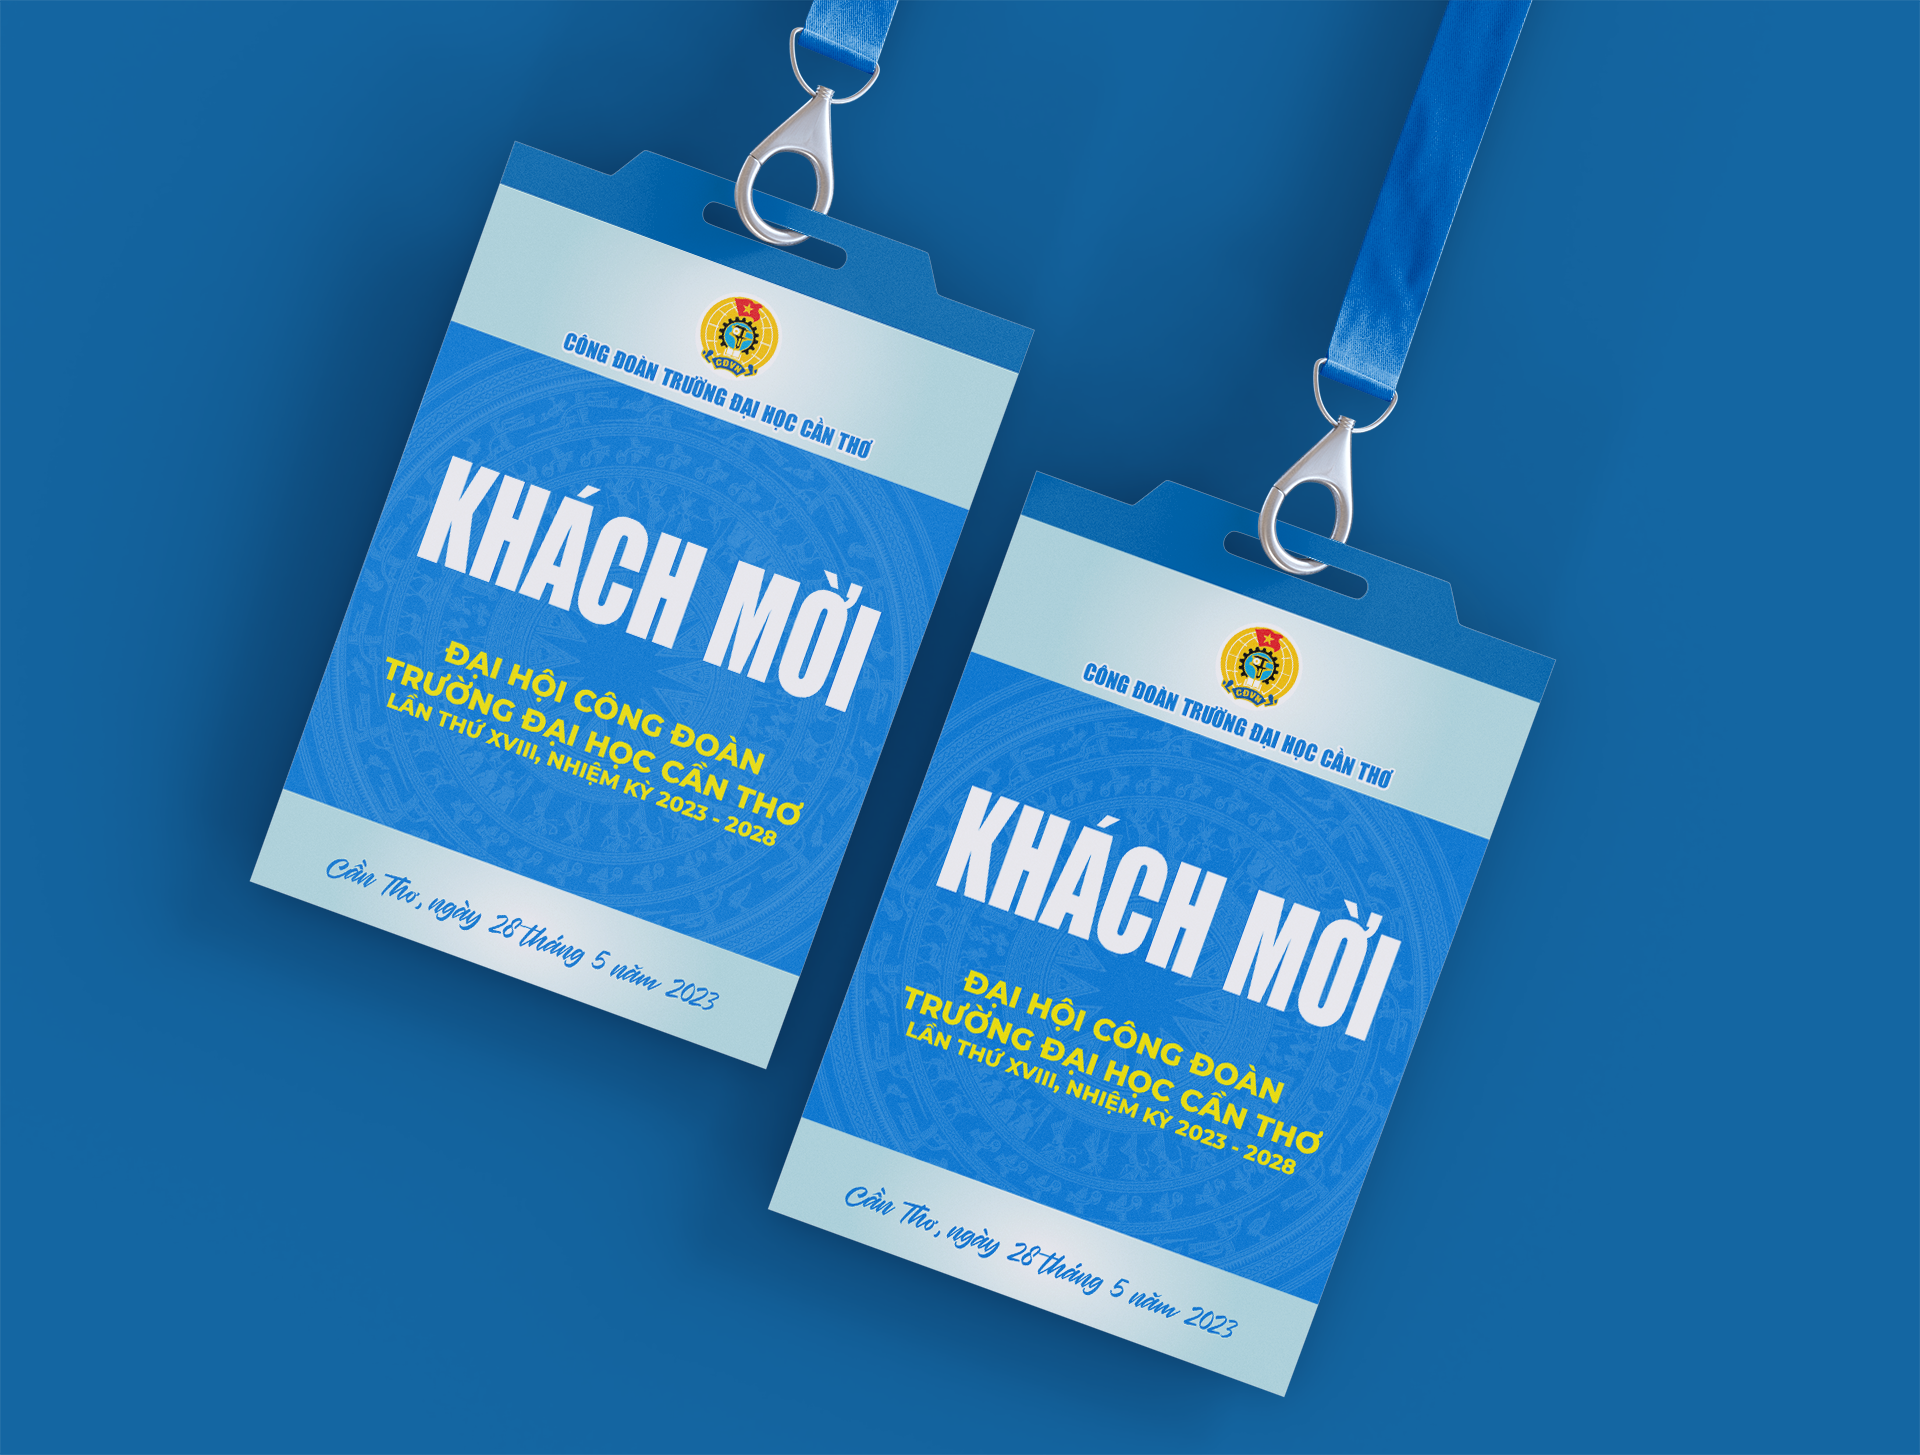 CĐVN
CÔNG ĐOÀN TRƯỜNG ĐẠI HỌC CẦN THƠ
KHÁCH MỜI
ĐẠI HỘI CÔNG ĐOÀN
TRƯỜNG ĐẠI HỌC CẦN THƠ
LẦN THỨ XVIII, NHIỆM KỲ 2023 - 2028
Cần Thơ, ngày 28 tháng 5 năm 2023
CĐVN
CÔNG ĐOÀN TRƯỜNG ĐẠI HỌC CẦN THƠ
KHÁCH MỜI
ĐẠI HỘI CÔNG ĐOÀN
TRƯỜNG ĐẠI HỌC CẦN THƠ
LẦN THỨ XVIII, NHIỆM KỲ 2023 - 2028
Cần Thơ, ngày 28 tháng 5 năm 2023